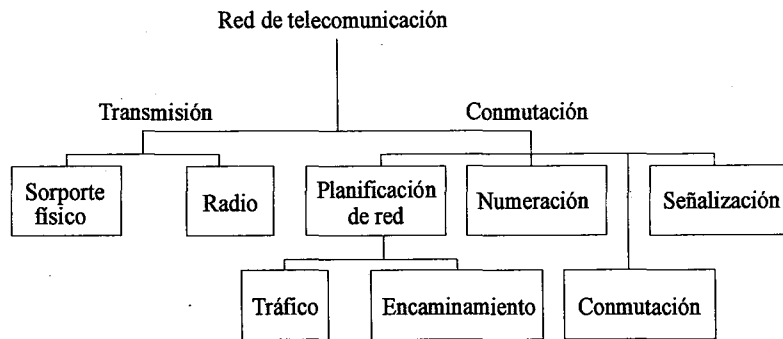 Red de telecomunicación
Transmisión
Conmutación
Sorporte
físico
Radio
Planificación
de red
Numeración
Señalización
Tráfico
Encaminamiento
Conmutación